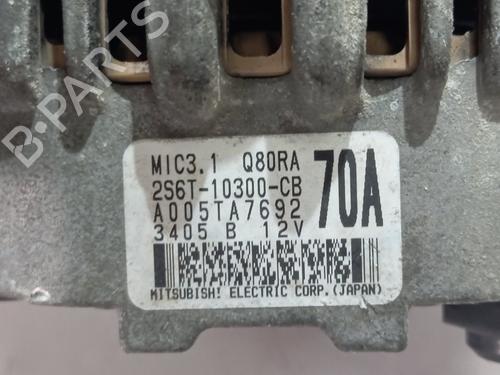 B-PARTS
MIC3.1 Q80RA
2S6T-10300-CB
70A
A005TA7692
3405 B 12V
MITSUBISHI ELECTRIC CORP.(JAPAN)